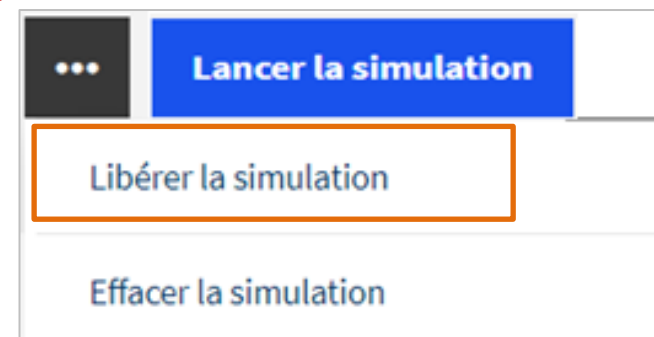 ••• Lancer la simulation
Libérer la simulation
Effacer la simulation